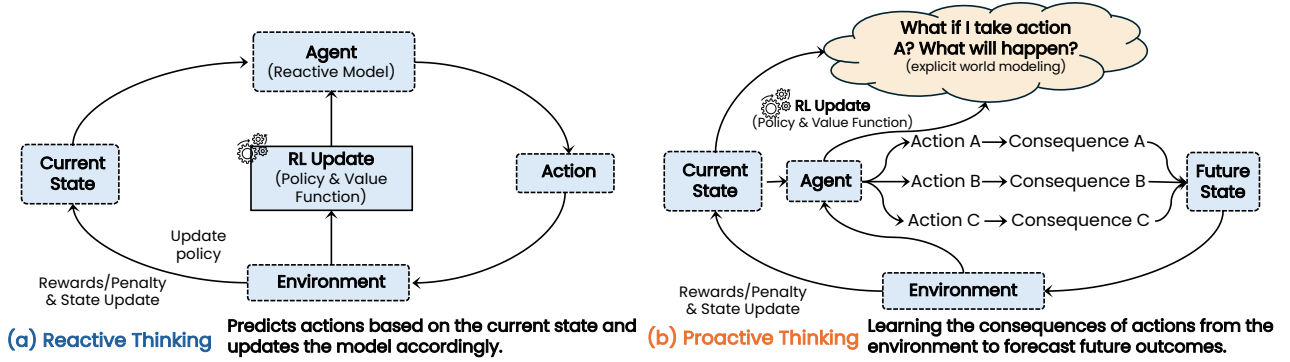 Agent
(Reactive Model)
Current
State
RL Update
(Policy & Value
Function)
Action
Update
policy
Environment
Rewards/Penalty
& State Update
(a) Reactive Thinking
Predicts actions based on the current state and
updates the model accordingly.
What if I take action
A? What will happen?
(explicit world modeling)
RL Update
(Policy & Value Function)
Current
State
Agent
Action A
Consequence A
Action B
Consequence B
Action C
Consequence C
Future
State
Environment
Rewards/Penalty
& State Update
(b) Proactive Thinking
Learning the consequences of actions from the
environment to forecast future outcomes.